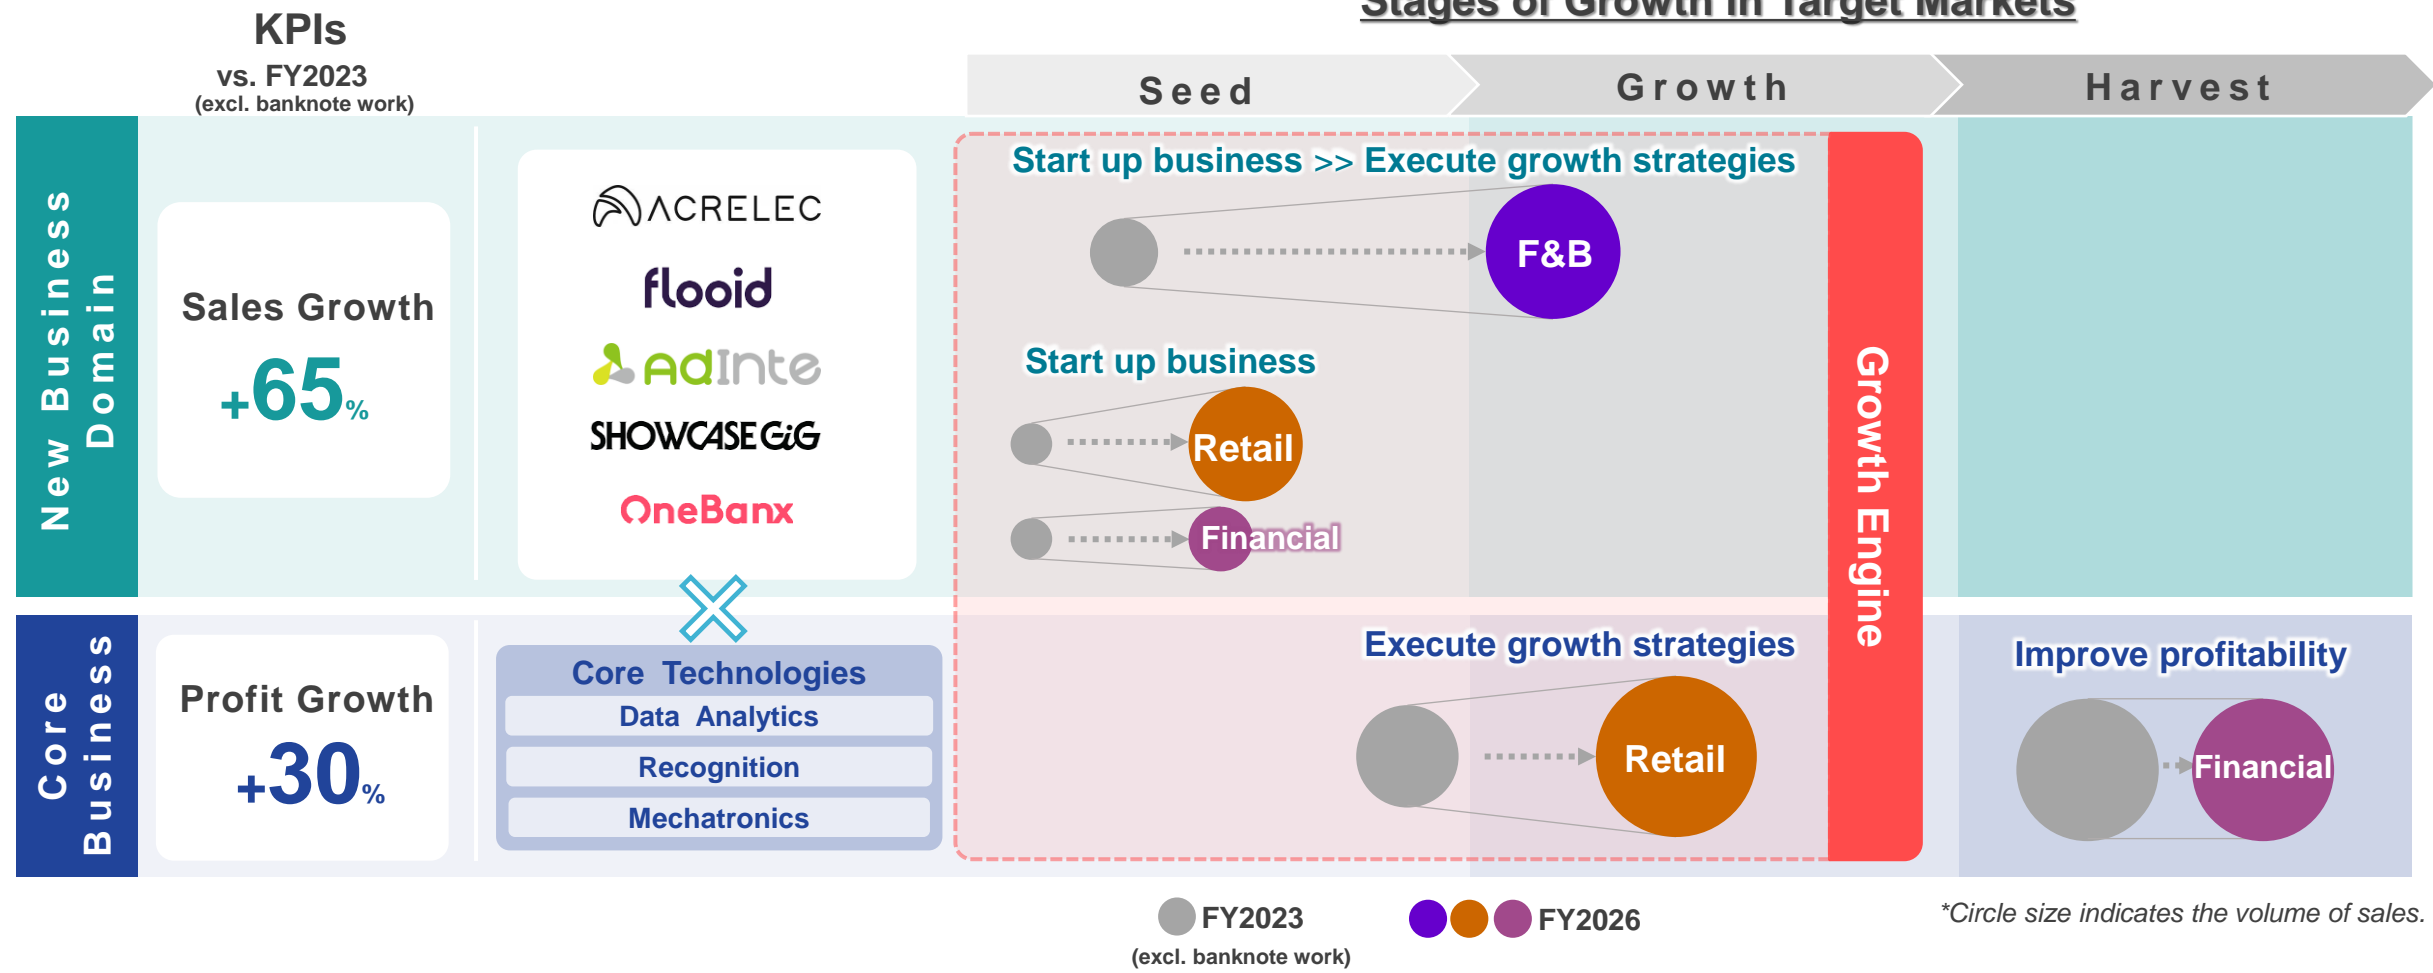 Stages of Growth in Target Markets
KPIs
vs. FY2023
(excl. banknote work)
Seed
Growth
Harvest
New Business
Domain
Sales Growth
+65%
ACRELEC
flooid
AdInte
SHOWCASE GiG
OneBanx
Start up business >> Execute growth strategies
F&B
Start up business
Retail
Financial
Growth Engine
Core
Business
Profit Growth
+30%
Core Technologies
Data Analytics
Recognition
Mechatronics
Execute growth strategies
Retail
Improve profitability
Financial
FY2023
(excl. banknote work)
FY2026
*Circle size indicates the volume of sales.